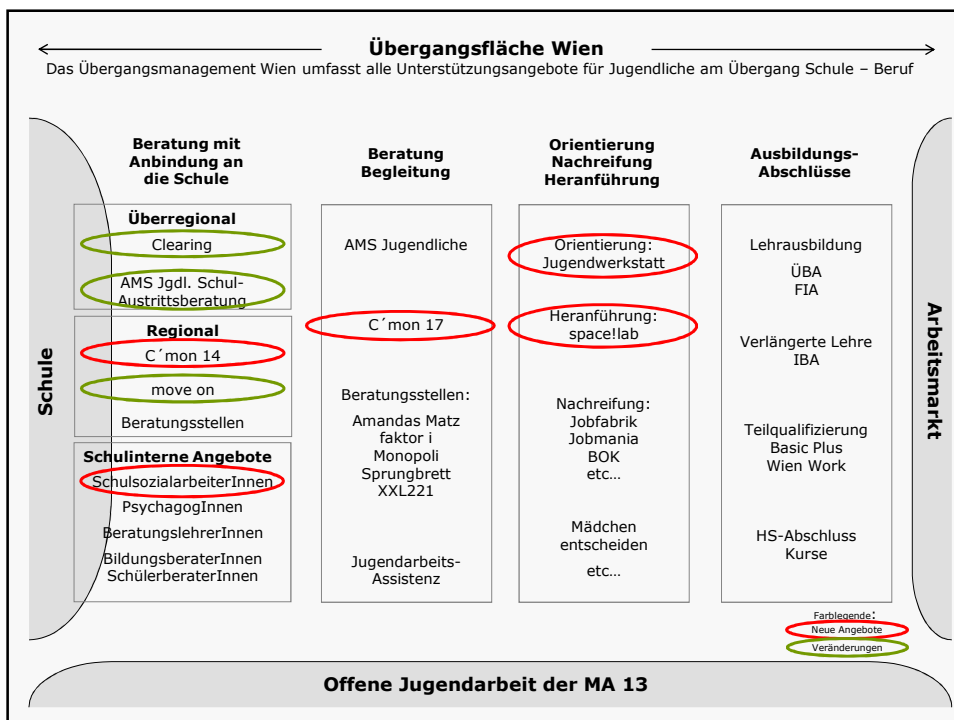 Übergangsfläche Wien
Das Übergangsmanagement Wien umfasst alle Unterstützungsangebote für Jugendliche am Übergang Schule – Beruf
Schule
Beratung mit
Anbindung an
die Schule
Überregional
Clearing
AMS Jgdl. Schul-
Austrittsberatung
Regional
C´mon 14
move on
Beratungsstellen
Schulinterne Angebote
SchulsozialarbeiterInnen
PsychagogInnen
BeratungslehrerInnen
BildungsberaterInnen
SchülerberaterInnen
Beratung
Begleitung
AMS Jugendliche
C´mon 17
Beratungsstellen:
Amandas Matz
faktor i
Monopoli
Sprungbrett
XXL221
Jugendarbeits-
Assistenz
Orientierung
Nachreifung
Heranführung
Orientierung:
Jugendwerkstatt
Heranführung:
space!lab
Nachreifung:
Jobfabrik
Jobmania
BOK
etc…
Mädchen
entscheiden
etc…
Ausbildungs-
Abschlüsse
Lehrausbildung
ÜBA
FIA
Verlängerte Lehre
IBA
Teilqualifizierung
Basic Plus
Wien Work
HS-Abschluss
Kurse
Arbeitsmarkt
Farblegende:
Neue Angebote
Veränderungen
Offene Jugendarbeit der MA 13